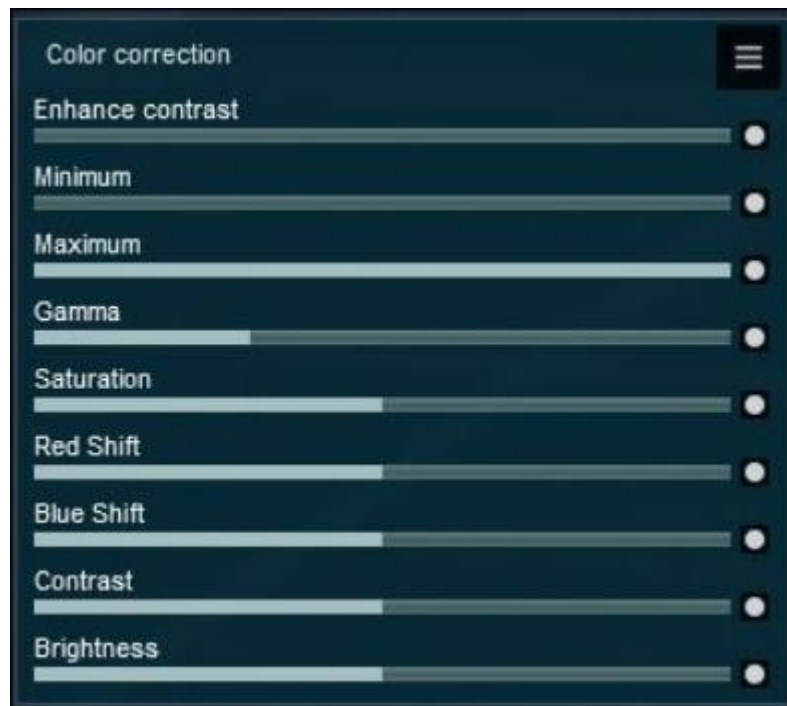 Color correction
Enhance contrast
Minimum
Maximum
Gamma
Saturation
Red Shift
Blue Shift
Contrast
Brightness